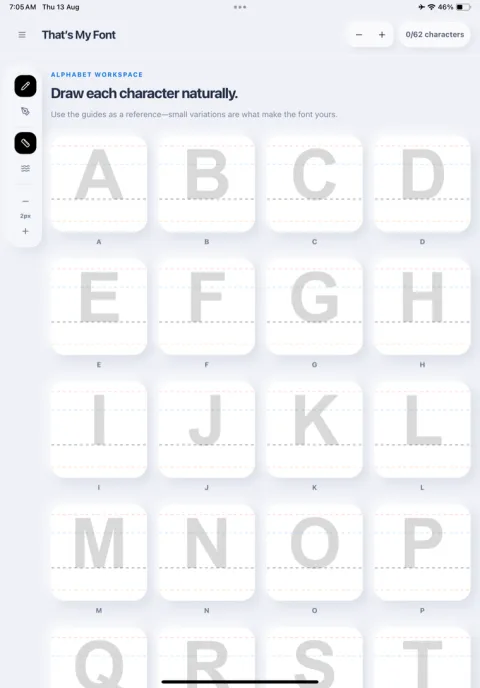 7:05 AM Thu 13 Aug
46%
That's My Font
0/62 characters
ALPHABET WORKSPACE
Draw each character naturally.
Use the guides as a reference—small variations are what make the font yours.
2px
A B C D
A B C D
E F G H
E F G H
I J K L
I J K L
M N O P
M N O P
Q R S T